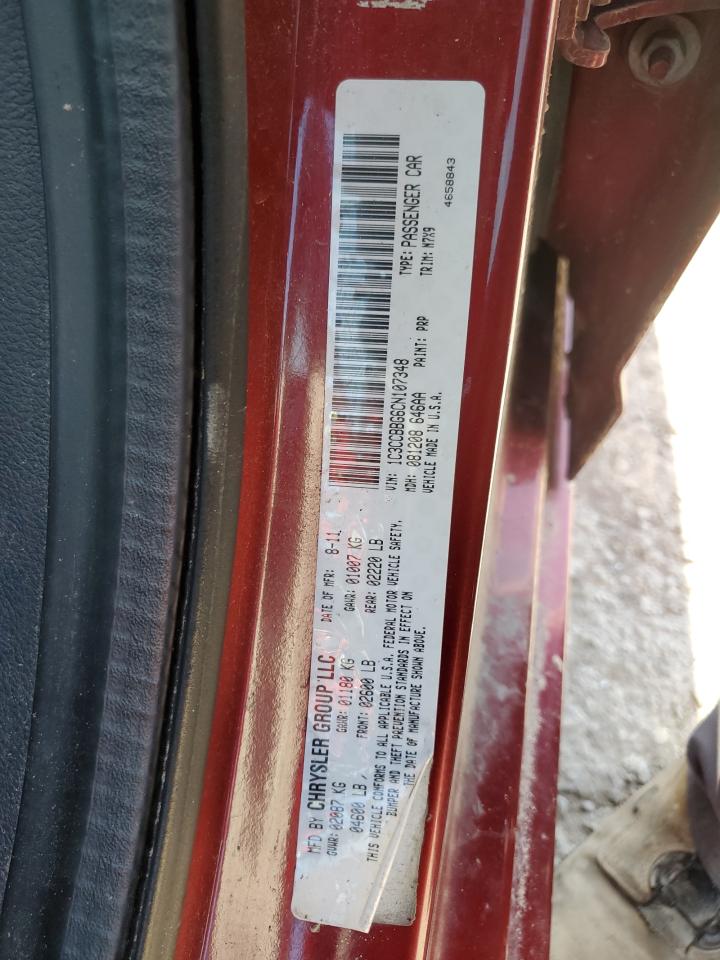 MFD BY CHRYSLER GROUP LLC DATE OF MFR: 8-11
GVWR: 02087 KG GAWR: 01180 KG GAWR: 01007 KG
04600 LB FRONT: 02600 LB REAR: 02220 LB
THIS VEHICLE CONFORMS TO ALL APPLICABLE U.S.A. FEDERAL MOTOR VEHICLE SAFETY,
BUMPER AND THEFT PREVENTION STANDARDS IN EFFECT ON
THE DATE OF MANUFACTURE SHOWN ABOVE.
VIN: 1C3CCBBG6CN107348 TYPE: PASSENGER CAR
MDH: 081208 646AA PAINT: PRP TRIM: M7X9
VEHICLE MADE IN U.S.A. 4658843